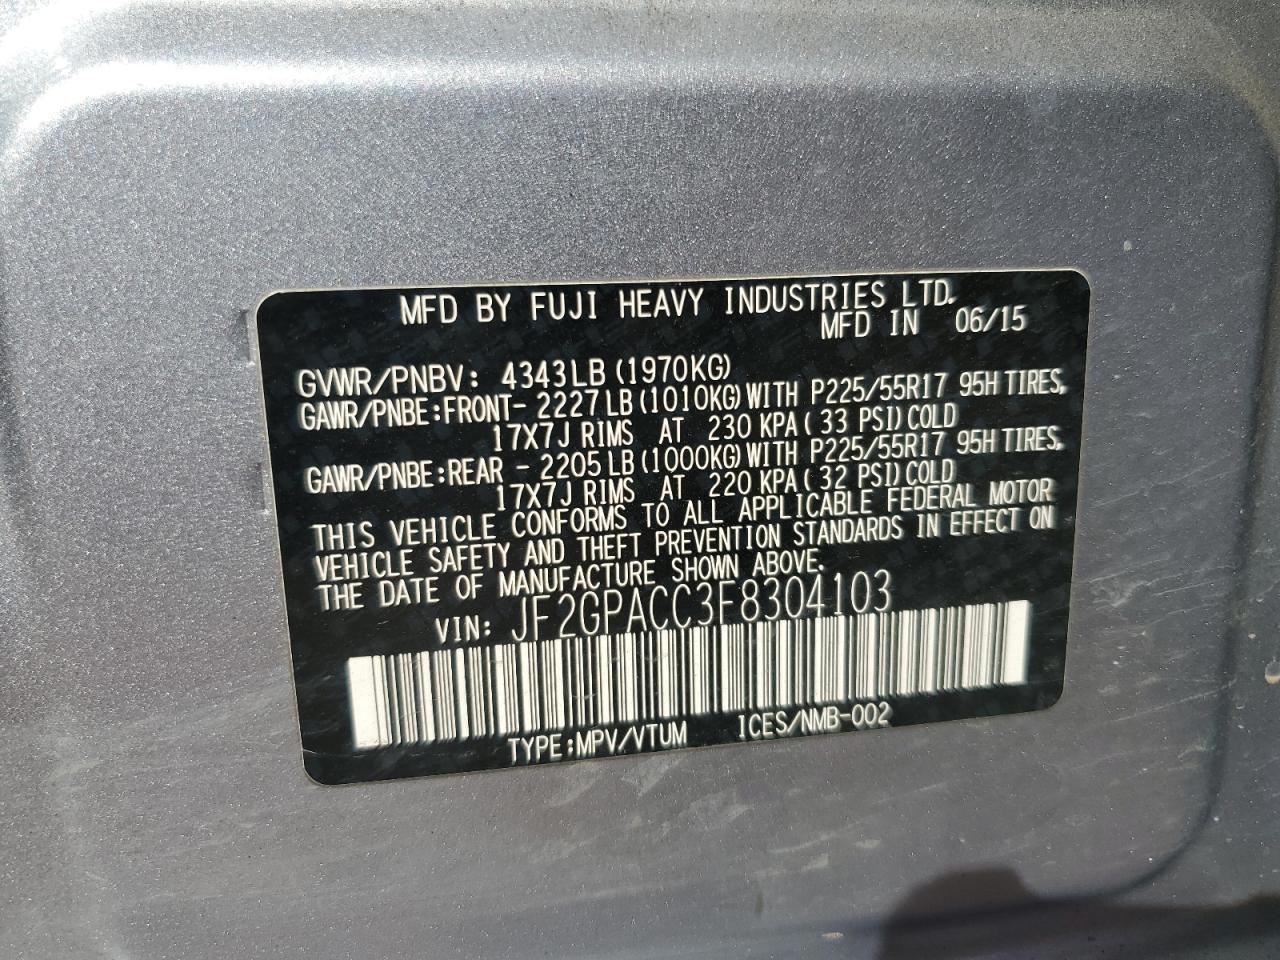 MFD BY FUJI HEAVY INDUSTRIES LTD.
MFD IN 06/15
GVWR/PNBV: 4343LB (1970KG)
GAWR/PNBE:FRONT- 2227LB (1010KG) WITH P225/55R17 95H TIRES,
17X7J RIMS AT 230 KPA( 33 PSI) COLD
GAWR/PNBE:REAR - 2205LB (1000KG) WITH P225/55R17 95H TIRES,
17X7J RIMS AT 220 KPA( 32 PSI) COLD
THIS VEHICLE CONFORMS TO ALL APPLICABLE FEDERAL MOTOR
VEHICLE SAFETY AND THEFT PREVENTION STANDARDS IN EFFECT ON
THE DATE OF MANUFACTURE SHOWN ABOVE.
VIN: JF2GPACC3F8304103
TYPE:MPV/VTUM ICES/NMB-002